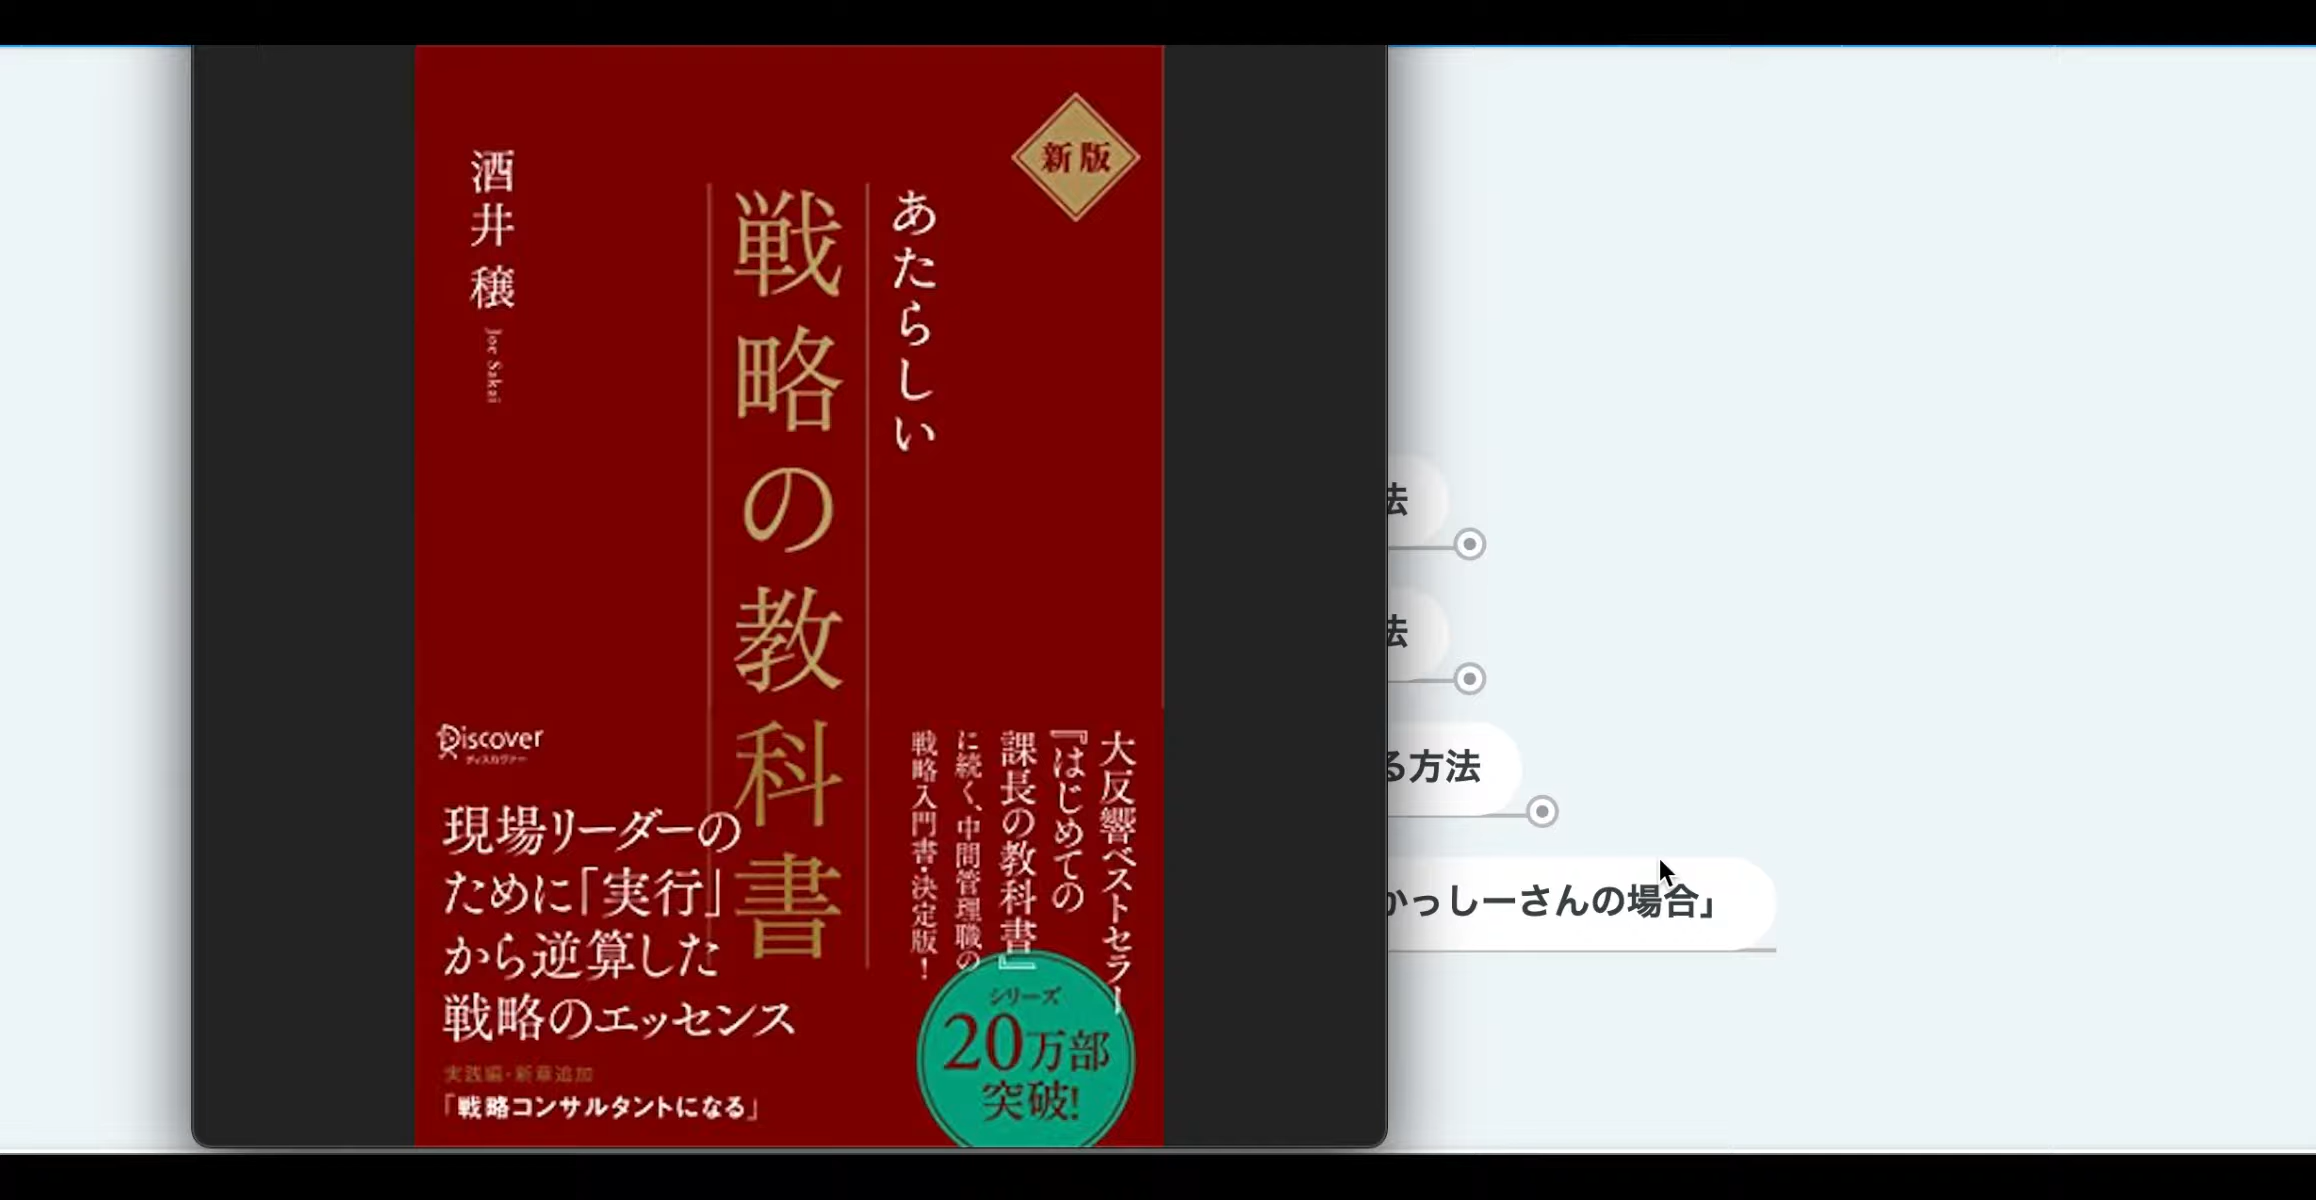 新版
あたらしい
戦略の教科書
酒井 穣
Joe Sakai
大反響ベストセラー
『はじめての
課長の教科書』
に続く、中間管理職の
戦略入門書・決定版！
シリーズ
20万部
突破!
Discover
ディスカヴァー
現場リーダーの
ために「実行」
から逆算した
戦略のエッセンス
実践編・新章追加
「戦略コンサルタントになる」
法
法
る方法
かっしーさんの場合」